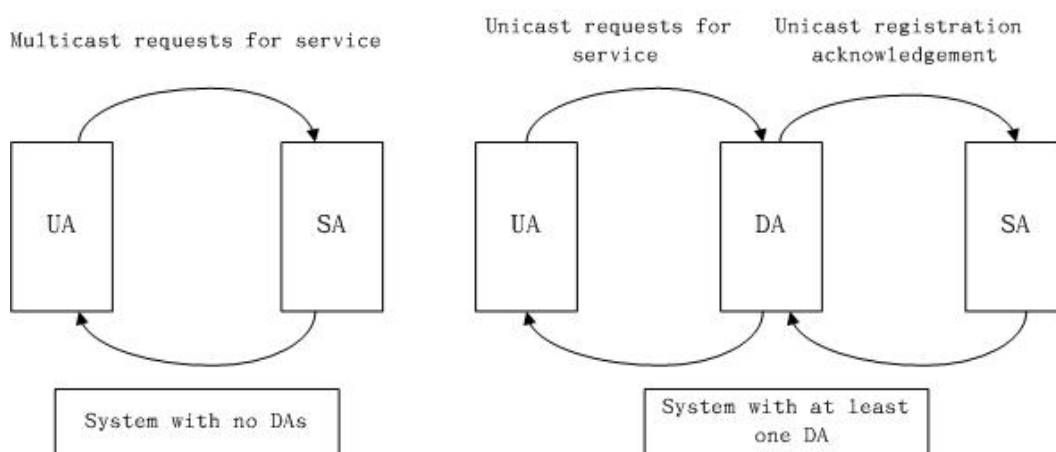 Multicast requests for service
Unicast requests for
service
Unicast registration
acknowledgement
UA
SA
UA
DA
SA
System with no DAs
System with at least
one DA